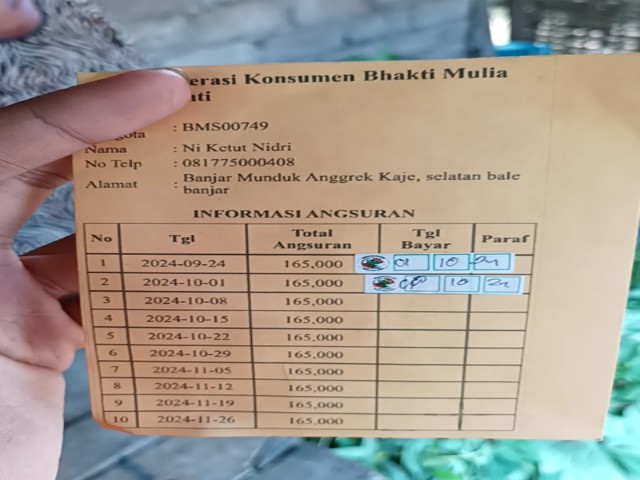 erasi Konsumen Bhakti Mulia
ati
ota : BMS00749
Nama : Ni Ketut Nidri
No Telp : 081775000408
Alamat : Banjar Munduk Anggrek Kaje, selatan bale
banjar
INFORMASI ANGSURAN
No Tgl Total Angsuran Tgl Bayar Paraf
1 2024-09-24 165,000 01 10 24
2 2024-10-01 165,000 10 24
3 2024-10-08 165,000
4 2024-10-15 165,000
5 2024-10-22 165,000
6 2024-10-29 165,000
7 2024-11-05 165,000
8 2024-11-12 165,000
9 2024-11-19 165,000
10 2024-11-26 165,000